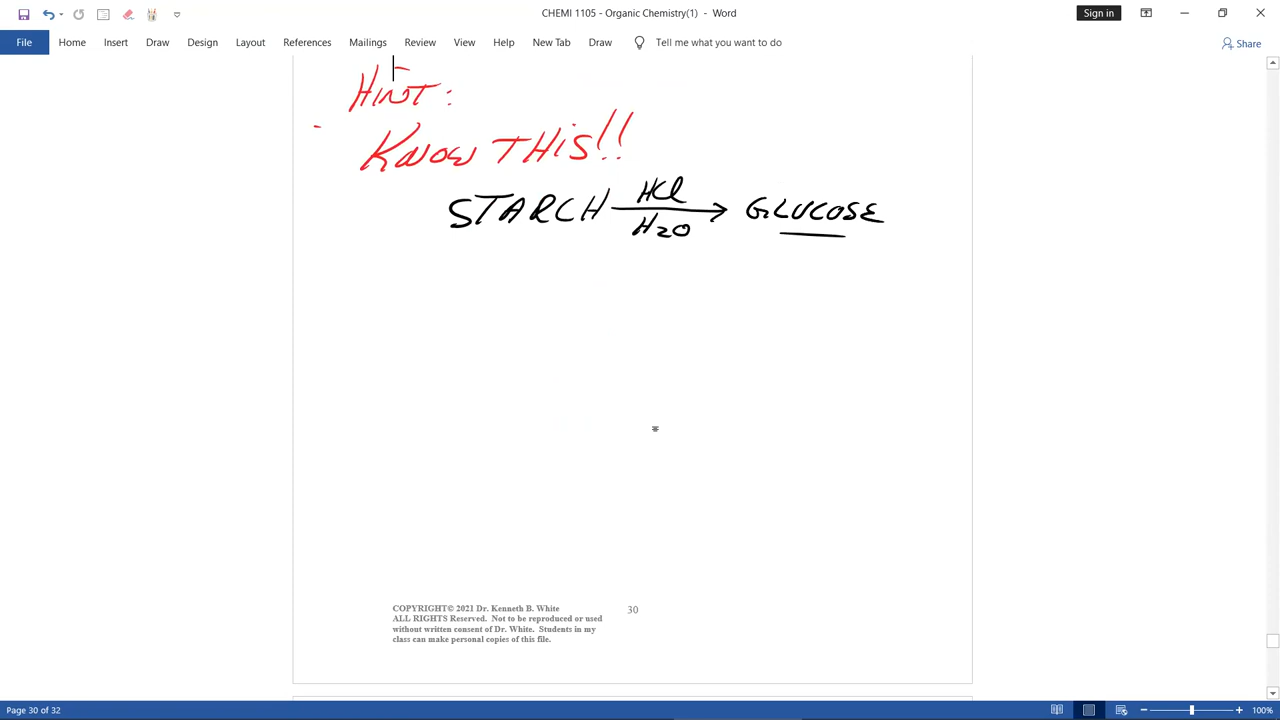 CHEMI 1105 - Organic Chemistry(1) - Word
Sign in
File Home Insert Draw Design Layout References Mailings Review View Help New Tab Draw Tell me what you want to do
Share
HINT:
KNOW THIS!!
STARCH HCl GLUCOSE
H2O
COPYRIGHT© 2021 Dr. Kenneth B. White
30
ALL RIGHTS Reserved. Not to be reproduced or used
without written consent of Dr. White. Students in my
class can make personal copies of this file.
Page 30 of 32
100%